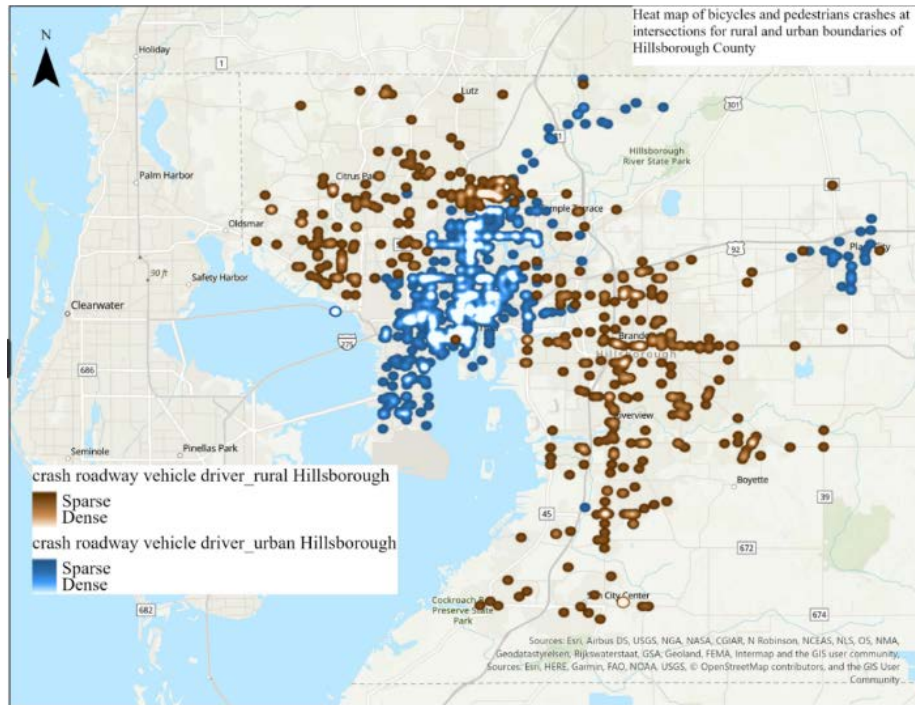 Heat map of bicycles and pedestrians crashes at
intersections for rural and urban boundaries of
Hillsborough County
N
Holiday
1
Lutz
301
Hillsborough
River State Park
Palm Harbor
Citrus
Oldsmar
Temple Terrace
92
Safety Harbor
90 ft
Clearwater
275
Hillsborough
686
Pinellas Park
Seminole
Boyette
39
45
672
crash roadway vehicle driver_rural Hillsborough
Sparse
Dense
crash roadway vehicle driver_urban Hillsborough
Sparse
Dense
682
Cockroach
Preserve State
Park
Sun City Center
674
Sources: Esri, Airbus DS, USGS, NGA, NASA, CGIAR, N Robinson, NCEAS, NLS, OS, NMA,
Geodatastyrelsen, Rijkswaterstaat, GSA, Geoland, FEMA, Intermap and the GIS user community,
Sources: Esri, HERE, Garmin, FAO, NOAA, USGS, © OpenStreetMap contributors, and the GIS User
Community